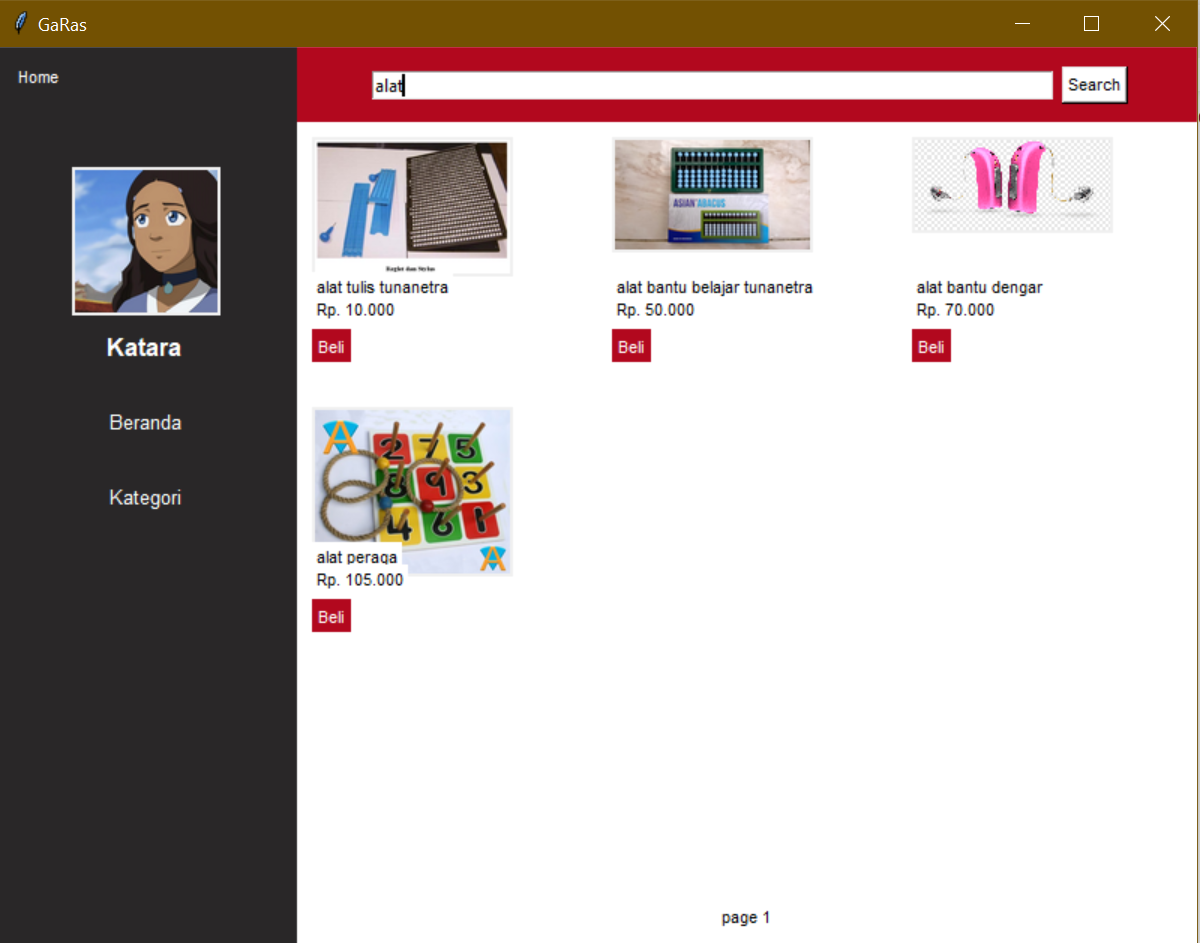 GaRas
Home
alat
Search
Katara
Beranda
Kategori
Regler dan Stylus
alat tulis tunanetra
Rp. 10.000
Beli
ASIAN ABACUS
alat bantu belajar tunanetra
Rp. 50.000
Beli
alat bantu dengar
Rp. 70.000
Beli
2 7 5
8 9 3
4 6 1
alat peraga
Rp. 105.000
Beli
page 1